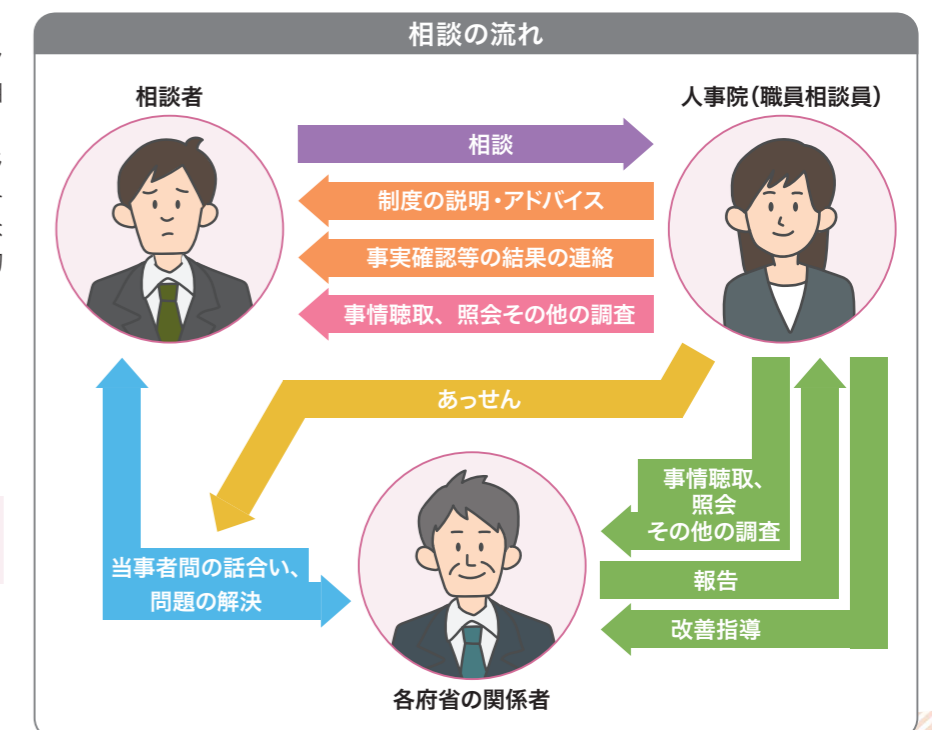 相談の流れ
相談者
人事院(職員相談員)
相談
制度の説明・アドバイス
事実確認等の結果の連絡
事情聴取、照会その他の調査
あっせん
事情聴取、
照会
その他の調査
当事者間の話合い、
問題の解決
報告
改善指導
各府省の関係者